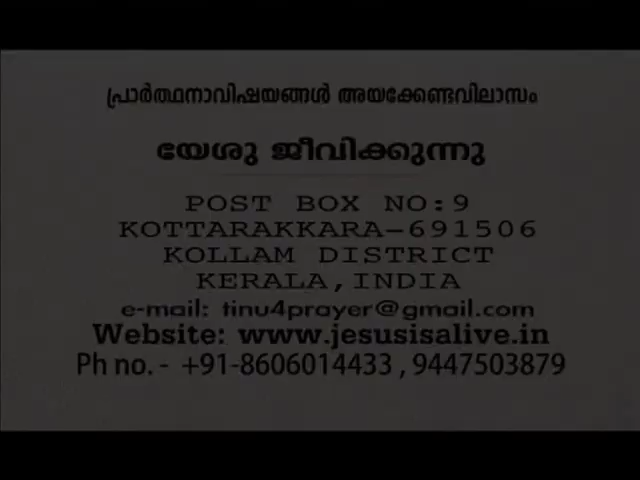 പ്രാർത്ഥനാവിഷയങ്ങൾ അയക്കേണ്ടവിലാസം
യേശു ജീവിക്കുന്നു
POST BOX NO:9
KOTTARAKKARA-691506
KOLLAM DISTRICT
KERALA,INDIA
e-mail: tinu4prayer@gmail.com
Website: www.jesusisalive.in
Ph no. - +91-8606014433 , 9447503879